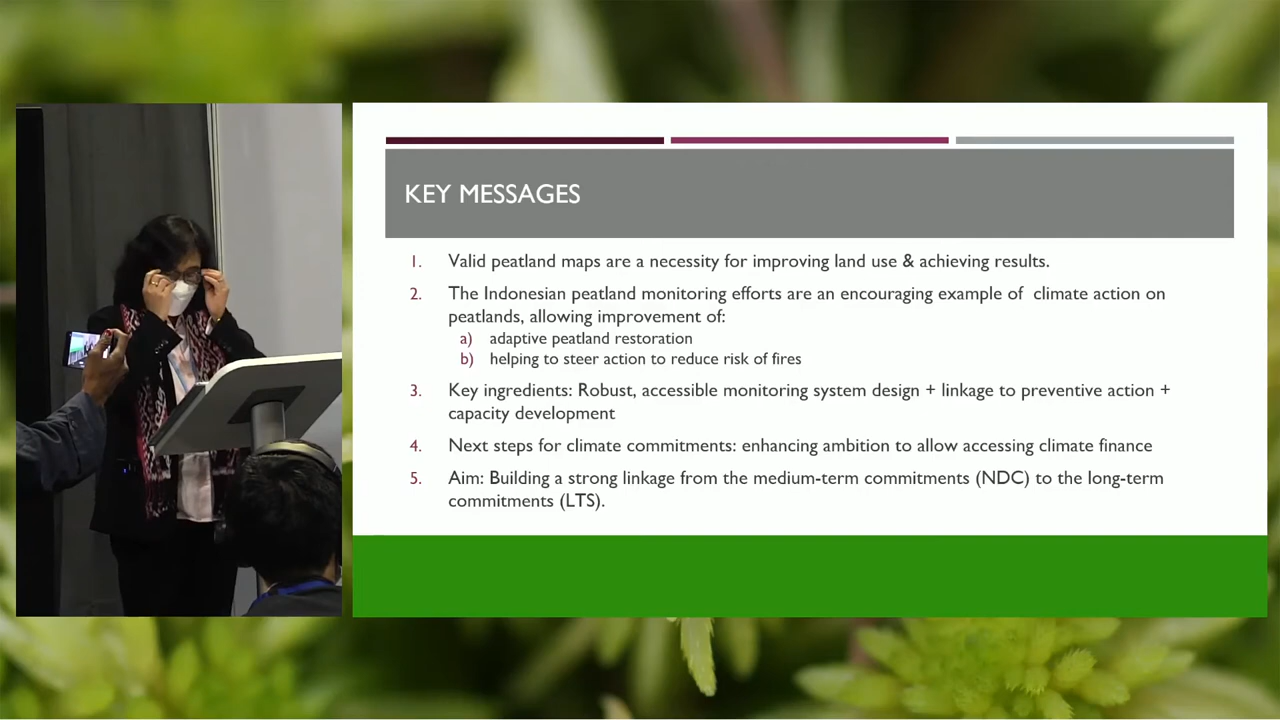 KEY MESSAGES
1. Valid peatland maps are a necessity for improving land use & achieving results.
2. The Indonesian peatland monitoring efforts are an encouraging example of climate action on
peatlands, allowing improvement of:
a) adaptive peatland restoration
b) helping to steer action to reduce risk of fires
3. Key ingredients: Robust, accessible monitoring system design + linkage to preventive action +
capacity development
4. Next steps for climate commitments: enhancing ambition to allow accessing climate finance
5. Aim: Building a strong linkage from the medium-term commitments (NDC) to the long-term
commitments (LTS).